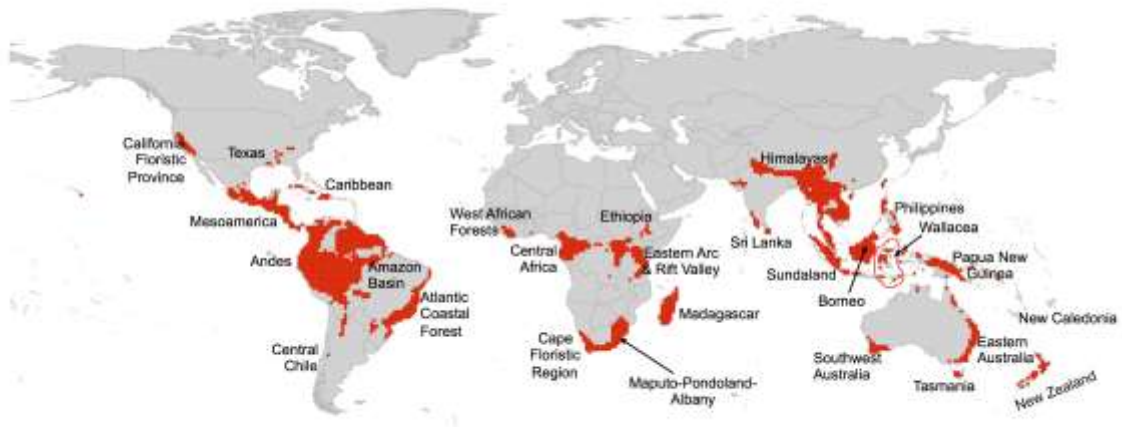 California
Floristic
Province
Texas
Caribbean
Mesoamerica
Andes
Amazon
Basin
Atlantic
Coastal
Forest
Central
Chile
West African
Forests
Ethiopia
Central
Africa
Eastern Arc
& Rift Valley
Madagascar
Cape
Floristic
Region
Maputo-Pondoland-
Albany
Himalayas
Sri Lanka
Philippines
Wallacea
Sundaland
Borneo
Papua New
Guinea
New Caledonia
Southwest
Australia
Eastern
Australia
Tasmania
New Zealand